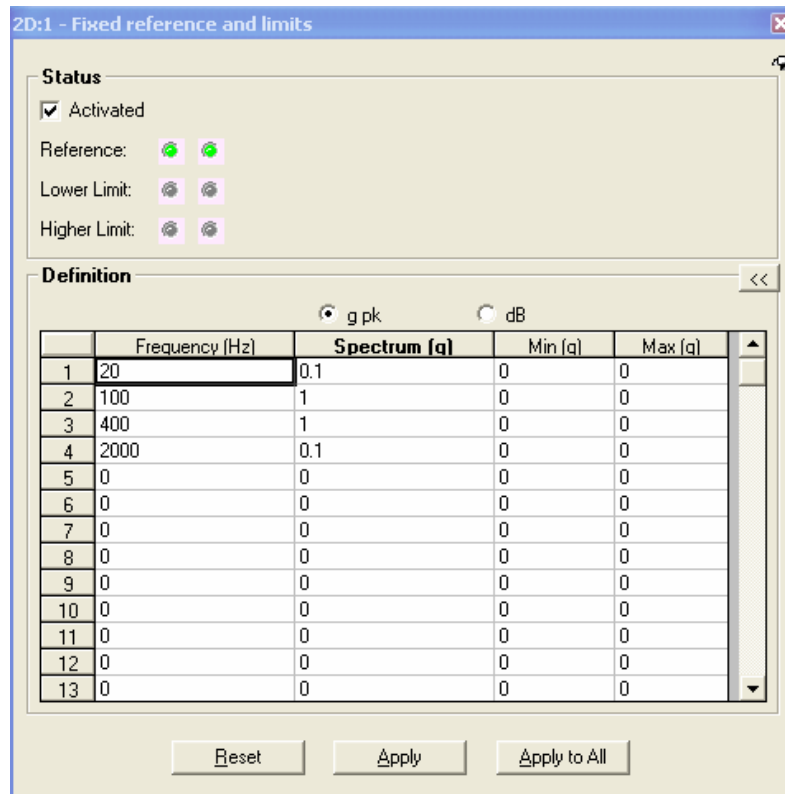 2D:1 - Fixed reference and limits
Status
Activated
Reference:
Lower Limit:
Higher Limit:
Definition
<<
g pk dB
Frequency (Hz) Spectrum (g) Min (g) Max (g)
1 20 0.1 0 0
2 100 1 0 0
3 400 1 0 0
4 2000 0.1 0 0
5 0 0 0 0
6 0 0 0 0
7 0 0 0 0
8 0 0 0 0
9 0 0 0 0
10 0 0 0 0
11 0 0 0 0
12 0 0 0 0
13 0 0 0 0
Reset Apply Apply to All